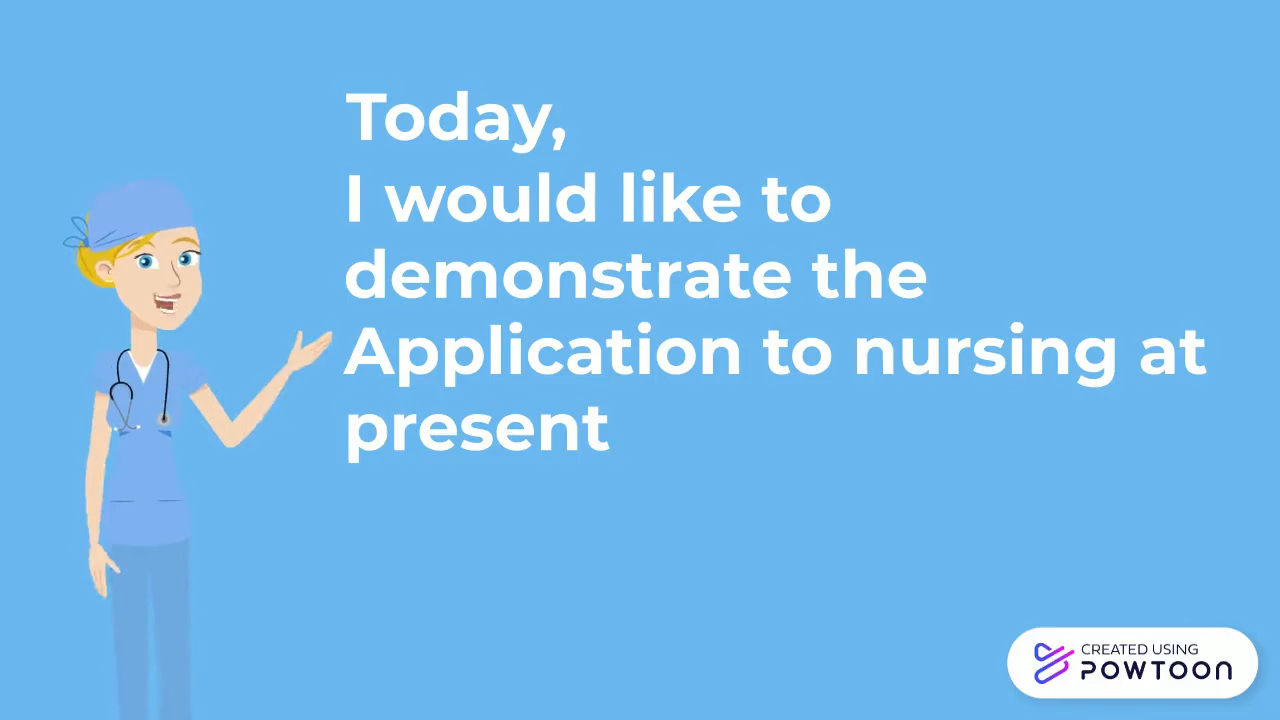 Today,
I would like to
demonstrate the
Application to nursing at
present
CREATED USING
POWTOON